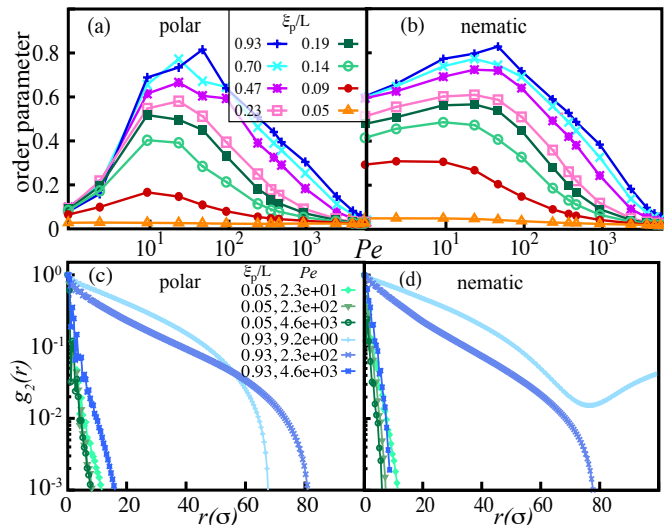 (a) polar
ξp/L
0.93 0.19
0.70 0.14
0.47 0.09
0.23 0.05
(b) nematic
order parameter
0.8
0.6
0.4
0.2
0
10¹ 10² 10³ Pe 10¹ 10² 10³
(c) polar
ξp/L Pe
0.05, 2.3e+01
0.05, 2.3e+02
0.05, 4.6e+03
0.93, 9.2e+00
0.93, 2.3e+02
0.93, 4.6e+03
(d) nematic
g₂(r)
10⁰
10⁻¹
10⁻²
10⁻³
0 20 40 60 80 0 20 40 60 80 100
r(σ) r(σ)